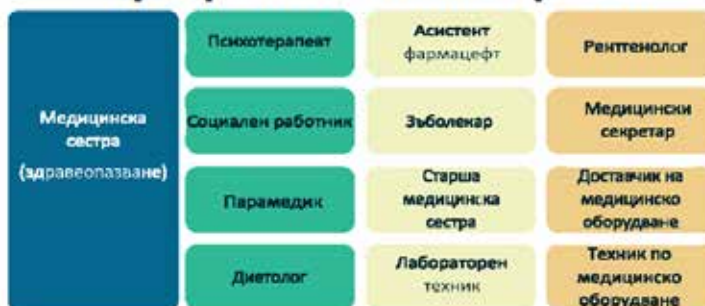 Медицинска
сестра
(здравеопазване)
Психотерапевт
Асистент
фармацефт
Рентгенолог
Социален работник
Зъболекар
Медицински
секретар
Парамедик
Старша
медицинска
сестра
Доставчик на
медицинско
оборудване
Диетолог
Лабораторен
техник
Техник по
медицинско
оборудване